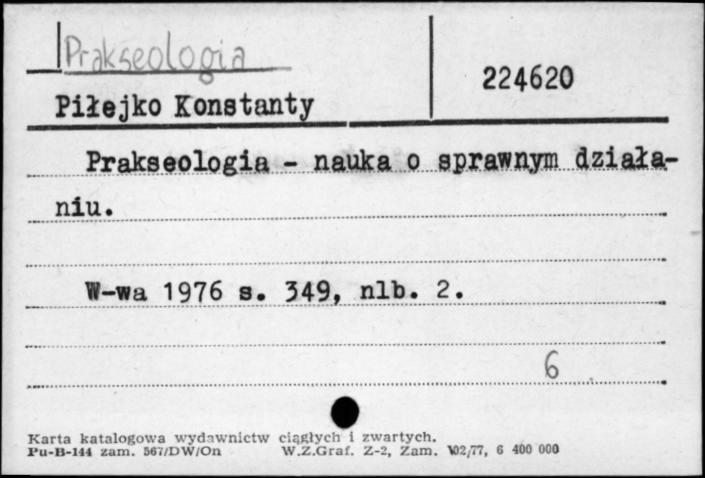 Prakseologia
224620
Piłejko Konstanty
Prakseologia - nauka o sprawnym działa-
niu.
W-wa 1976 s. 349, nlb. 2.
6
Karta katalogowa wydawnictw ciągłych i zwartych.
Pu-B-144 zam. 567/DW/On W.Z.Graf. Z-2, Zam. 102/77, 6 400 000